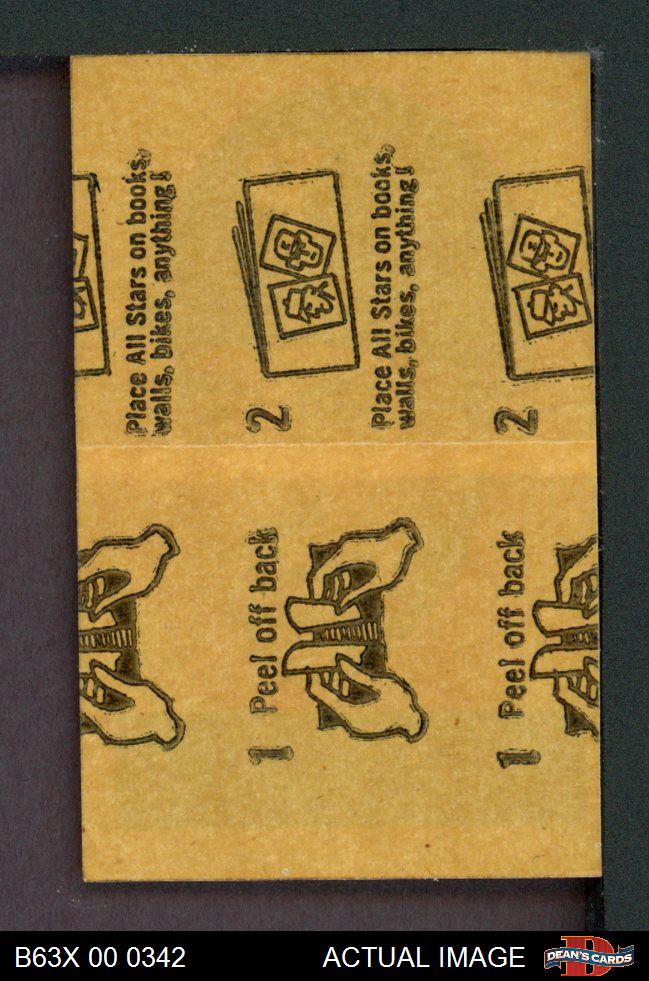 Place All Stars on books,
walls, bikes, anything!
2
Place All Stars on books,
walls, bikes, anything!
2
1 Peel off back
1 Peel off back
B63X 00 0342
ACTUAL IMAGE
DEAN'S CARDS